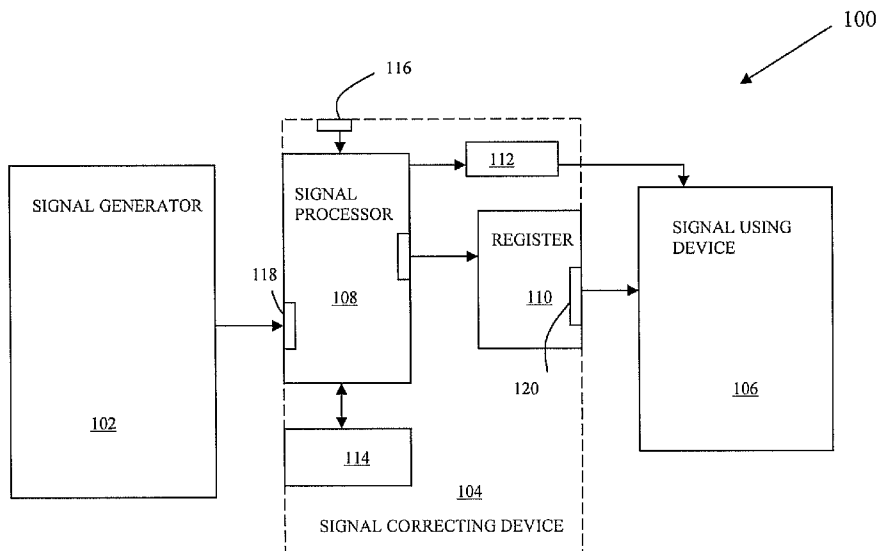 100
116
112
SIGNAL GENERATOR
SIGNAL
PROCESSOR
REGISTER
SIGNAL USING
DEVICE
118
108
110
120
102
106
114
104
SIGNAL CORRECTING DEVICE